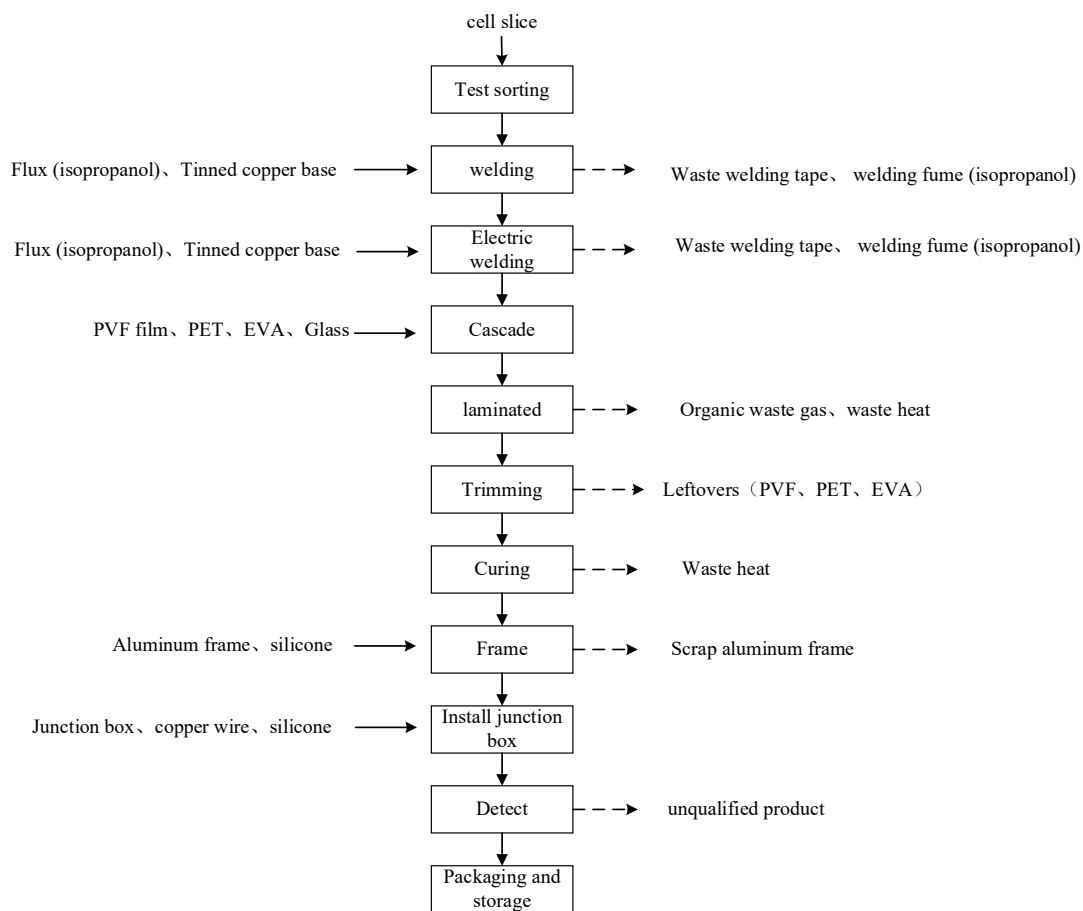 cell slice
Test sorting
Flux (isopropanol)、Tinned copper base
welding
Waste welding tape、 welding fume (isopropanol)
Flux (isopropanol)、Tinned copper base
Electric
welding
Waste welding tape、 welding fume (isopropanol)
PVF film、PET、EVA、Glass
Cascade
laminated
Organic waste gas、waste heat
Trimming
Leftovers（PVF、PET、EVA）
Curing
Waste heat
Aluminum frame、silicone
Frame
Scrap aluminum frame
Junction box、copper wire、silicone
Install junction
box
Detect
unqualified product
Packaging and
storage